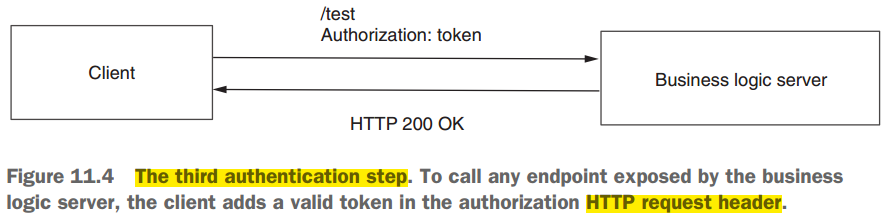 /test
Authorization: token
Client
Business logic server
HTTP 200 OK
Figure 11.4 The third authentication step. To call any endpoint exposed by the business
logic server, the client adds a valid token in the authorization HTTP request header.